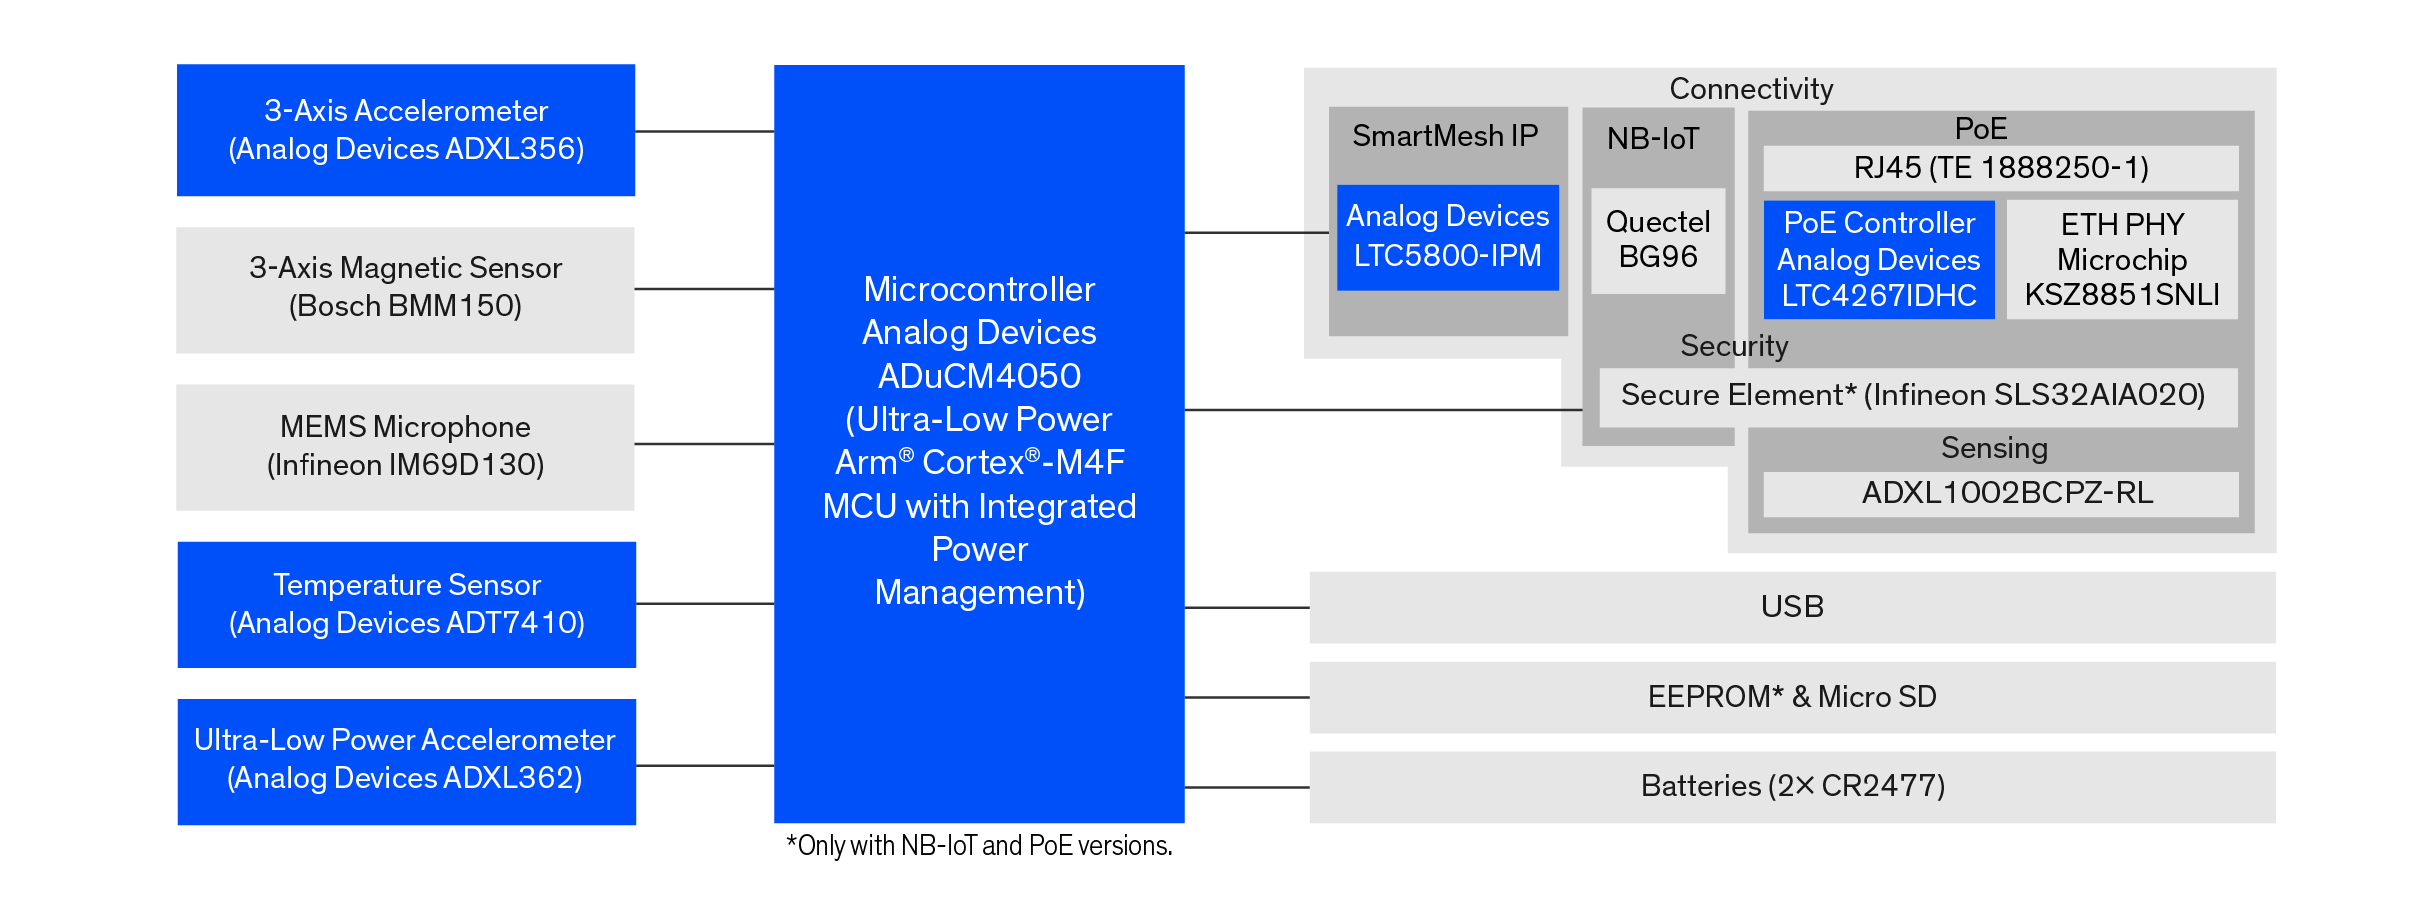 3-Axis Accelerometer
(Analog Devices ADXL356)
3-Axis Magnetic Sensor
(Bosch BMM150)
MEMS Microphone
(Infineon IM69D130)
Temperature Sensor
(Analog Devices ADT7410)
Ultra-Low Power Accelerometer
(Analog Devices ADXL362)
Microcontroller
Analog Devices
ADuCM4050
(Ultra-Low Power
Arm® Cortex®-M4F
MCU with Integrated
Power
Management)
*Only with NB-IoT and PoE versions.
Connectivity
SmartMesh IP
Analog Devices
LTC5800-IPM
NB-IoT
Quectel
BG96
PoE
RJ45 (TE 1888250-1)
PoE Controller
Analog Devices
LTC4267IDHC
ETH PHY
Microchip
KSZ8851SNLI
Security
Secure Element* (Infineon SLS32AIA020)
Sensing
ADXL1002BCPZ-RL
USB
EEPROM* & Micro SD
Batteries (2× CR2477)